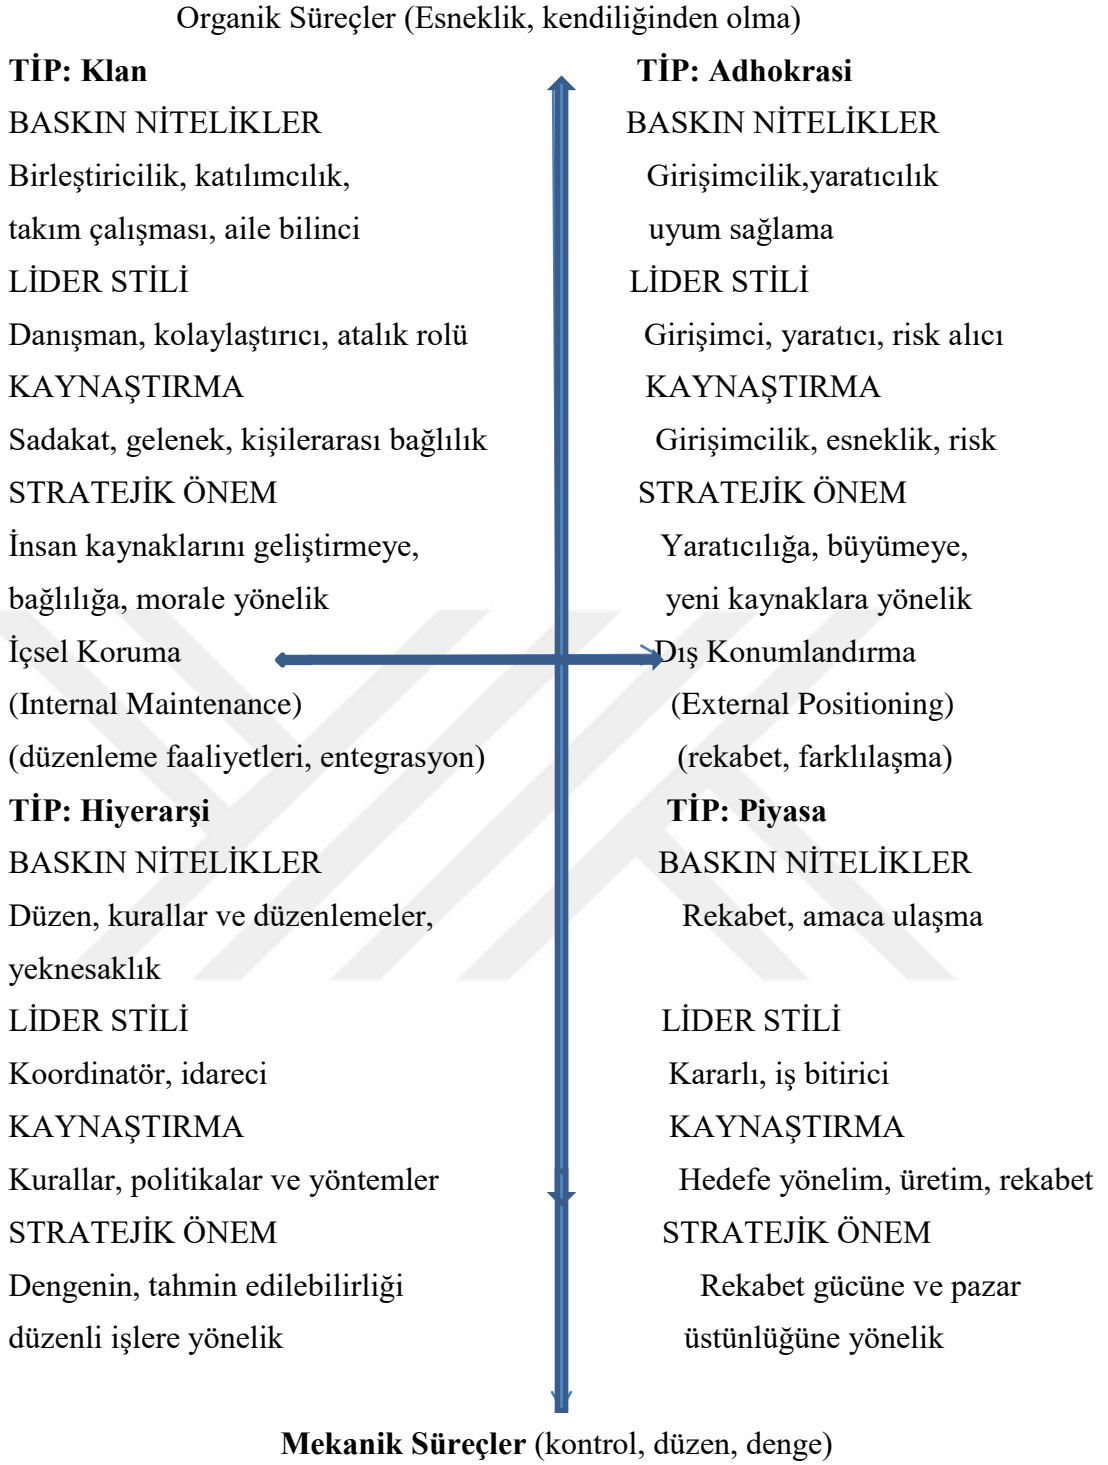 Organik Süreçler (Esneklik, kendiliğinden olma)
TİP: Klan TİP: Adhokrasi
BASKIN NİTELİKLER BASKIN NİTELİKLER
Birleştiricilik, katılımcılık, Girişimcilik,yaratıcılık
takım çalışması, aile bilinci uyum sağlama
LİDER STİLİ LİDER STİLİ
Danışman, kolaylaştırıcı, atalık rolü Girişimci, yaratıcı, risk alıcı
KAYNAŞTIRMA KAYNAŞTIRMA
Sadakat, gelenek, kişilerarası bağlılık Girişimcilik, esneklik, risk
STRATEJİK ÖNEM STRATEJİK ÖNEM
İnsan kaynaklarını geliştirmeye, Yaratıcılığa, büyümeye,
bağlılığa, morale yönelik yeni kaynaklara yönelik
İçsel Koruma Dış Konumlandırma
(Internal Maintenance) (External Positioning)
(düzenleme faaliyetleri, entegrasyon) (rekabet, farklılaşma)
TİP: Hiyerarşi TİP: Piyasa
BASKIN NİTELİKLER BASKIN NİTELİKLER
Düzen, kurallar ve düzenlemeler, Rekabet, amaca ulaşma
yeknesaklık
LİDER STİLİ LİDER STİLİ
Koordinatör, idareci Kararlı, iş bitirici
KAYNAŞTIRMA KAYNAŞTIRMA
Kurallar, politikalar ve yöntemler Hedefe yönelim, üretim, rekabet
STRATEJİK ÖNEM STRATEJİK ÖNEM
Dengenin, tahmin edilebilirliği Rekabet gücüne ve pazar
düzenli işlere yönelik üstünlüğüne yönelik
Mekanik Süreçler (kontrol, düzen, denge)